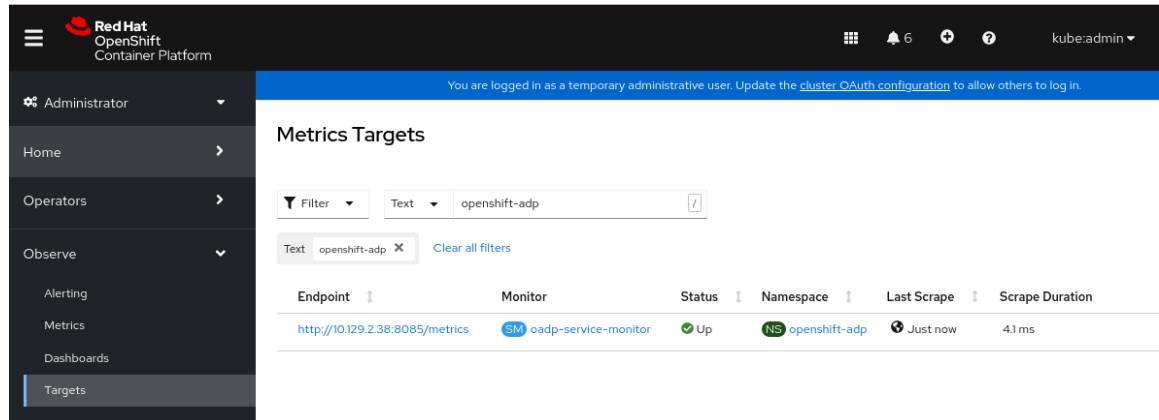 Red Hat
OpenShift
Container Platform
6
kube:admin
You are logged in as a temporary administrative user. Update the cluster OAuth configuration to allow others to log in.
Administrator
Home
Operators
Observe
Alerting
Metrics
Dashboards
Targets
Metrics Targets
Filter
Text
openshift-adp
/
Text openshift-adp
Clear all filters
Endpoint Monitor Status Namespace Last Scrape Scrape Duration
http://10.129.2.38:8085/metrics SM oadp-service-monitor Up NS openshift-adp Just now 4.1 ms